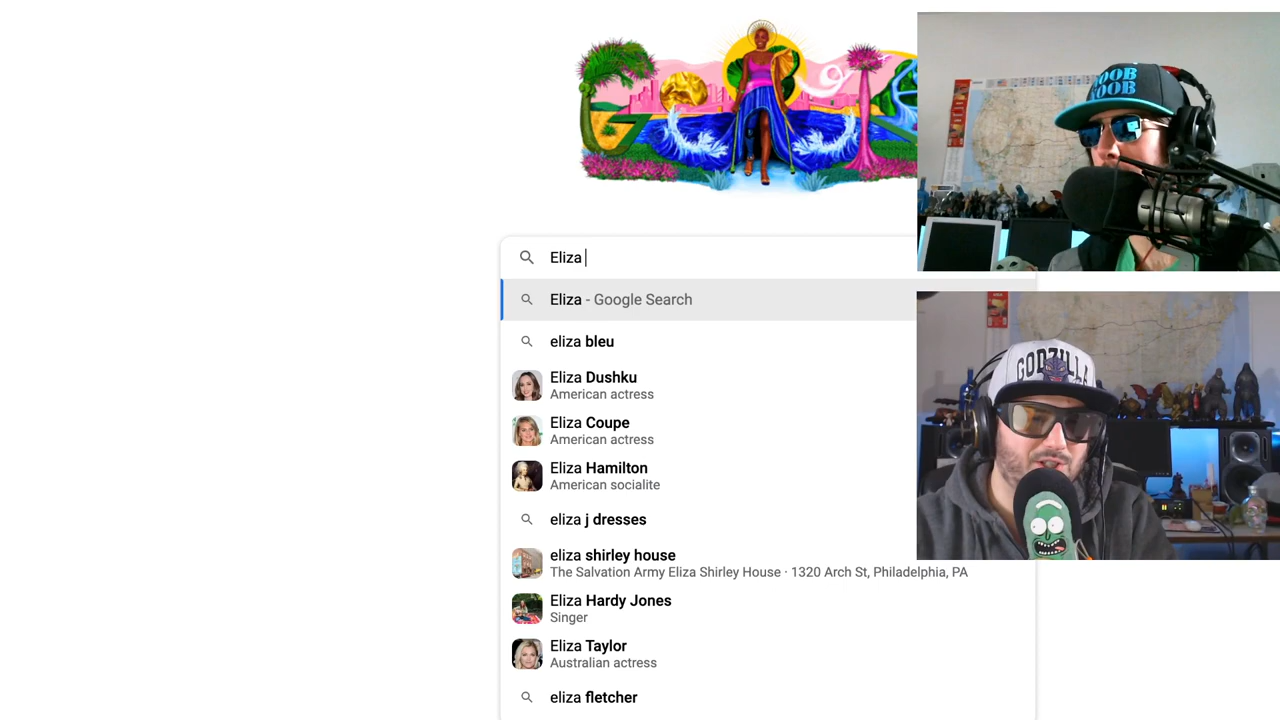 Eliza
Eliza - Google Search
eliza bleu
Eliza Dushku
American actress
Eliza Coupe
American actress
Eliza Hamilton
American socialite
eliza j dresses
eliza shirley house
The Salvation Army Eliza Shirley House · 1320 Arch St, Philadelphia, PA
Eliza Hardy Jones
Singer
Eliza Taylor
Australian actress
eliza fletcher
GODZILLA